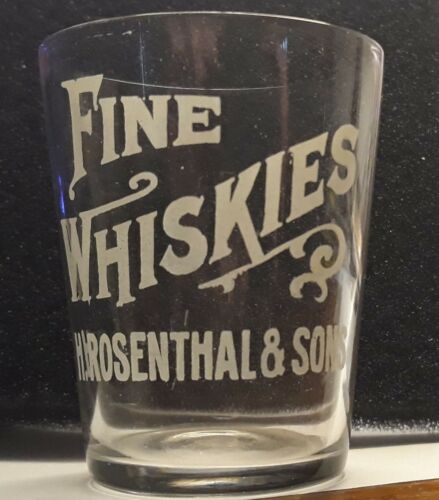 FINE
WHISKIES
H. ROSENTHAL & SONS